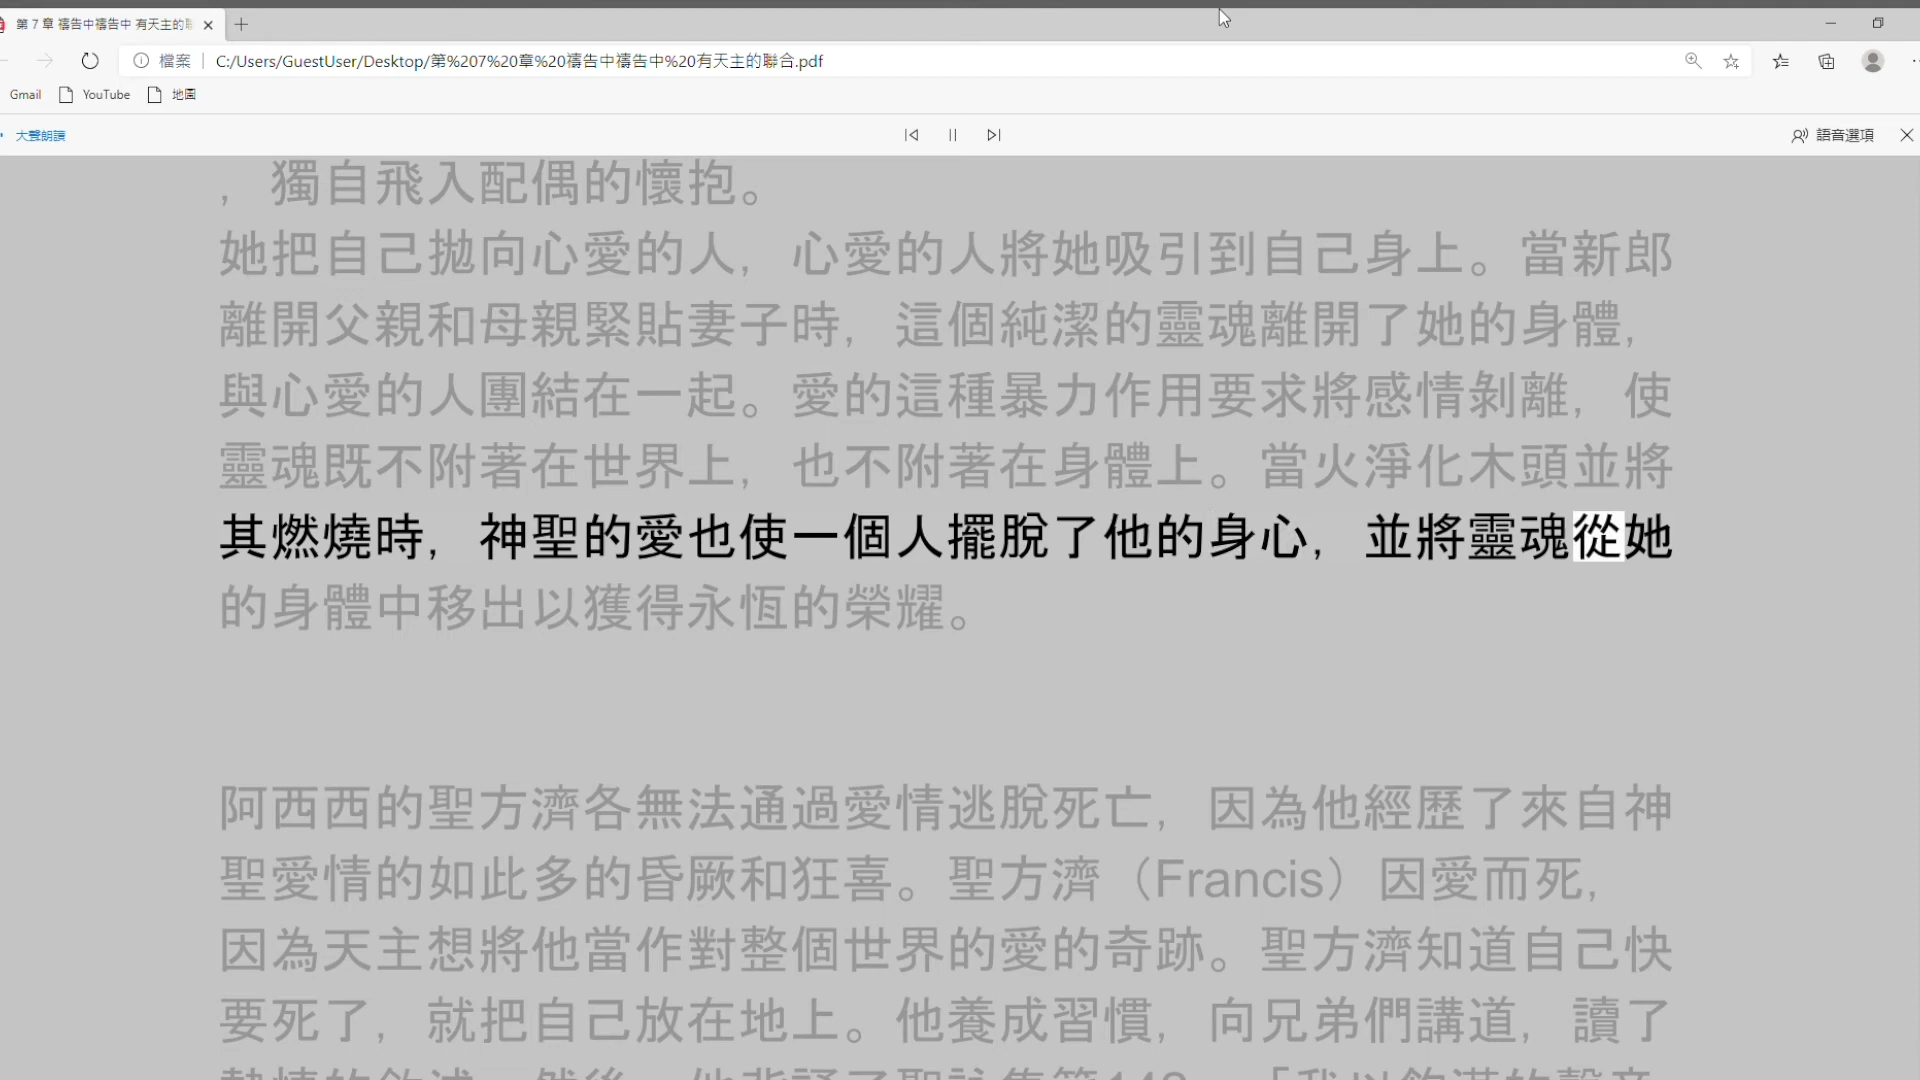 第 7 章 禱告中禱告中 有天主的聯
檔案
C:/Users/GuestUser/Desktop/第%207%20章%20禱告中禱告中%20有天主的聯合.pdf
Gmail YouTube 地圖
大聲朗讀 語音選項
，獨自飛入配偶的懷抱。
她把自己拋向心愛的人，心愛的人將她吸引到自己身上。當新郎
離開父親和母親緊貼妻子時，這個純潔的靈魂離開了她的身體，
與心愛的人團結在一起。愛的這種暴力作用要求將感情剝離，使
靈魂既不附著在世界上，也不附著在身體上。當火淨化木頭並將
其燃燒時，神聖的愛也使一個人擺脫了他的身心，並將靈魂從她
的身體中移出以獲得永恆的榮耀。
阿西西的聖方濟各無法通過愛情逃脫死亡，因為他經歷了來自神
聖愛情的如此多的昏厥和狂喜。聖方濟（Francis）因愛而死，
因為天主想將他當作對整個世界的愛的奇跡。聖方濟知道自己快
要死了，就把自己放在地上。他養成習慣，向兄弟們講道，讀了